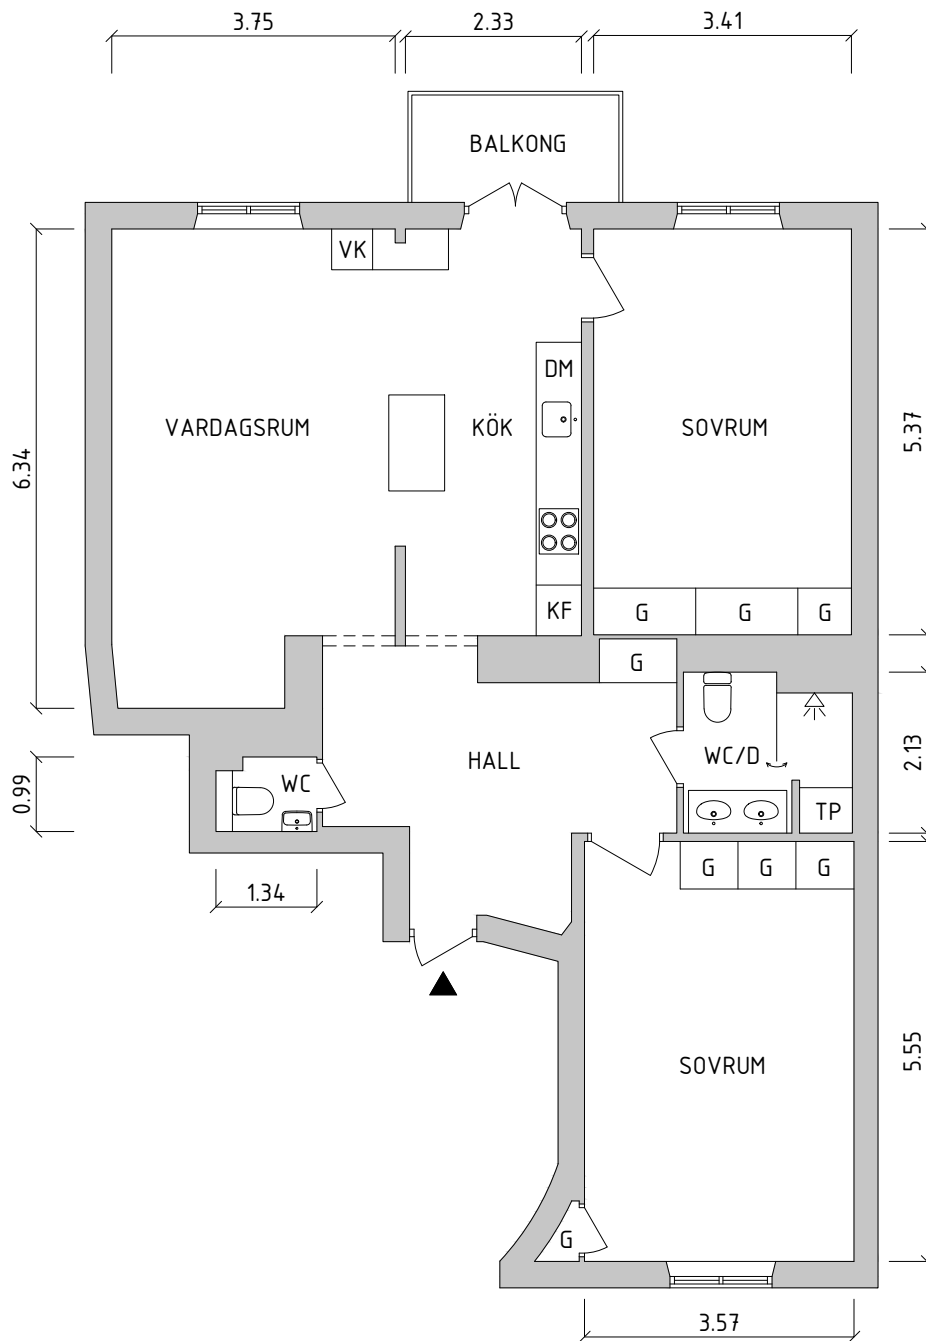 3.75 2.33 3.41
BALKONG
VK
DM
VARDAGSRUM KÖK SOVRUM
6.34
5.37
KF G G G
G
WC/D
HALL
2.13
WC
0.99
TP
G G G
1.34
SOVRUM
5.55
G
3.57